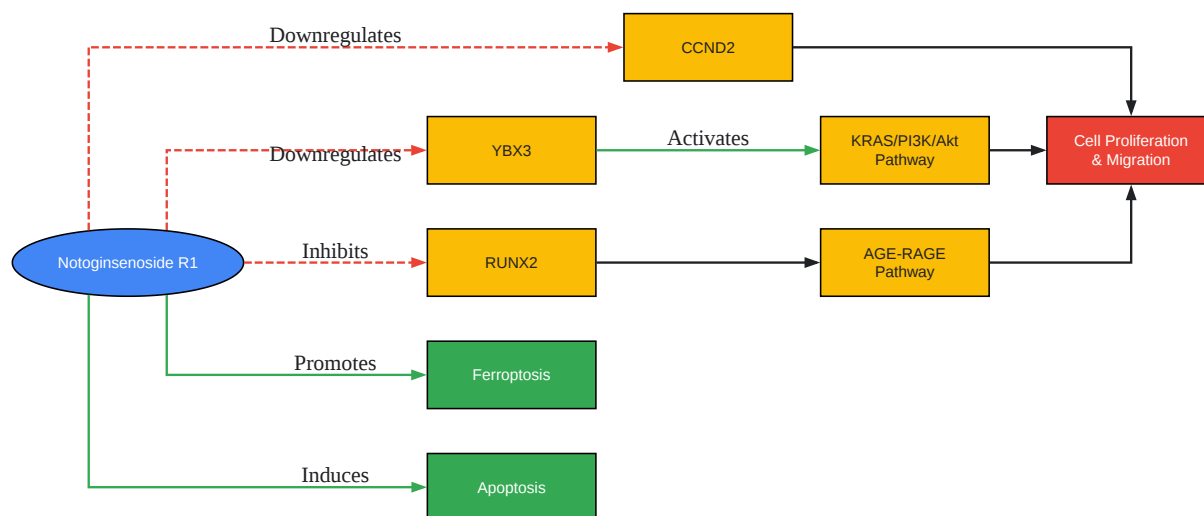 Downregulates
CCND2
Downregulates
YBX3
Activates
KRAS/PI3K/Akt
Pathway
Cell Proliferation
& Migration
Notoginsenoside R1
Inhibits
RUNX2
AGE-RAGE
Pathway
Promotes
Ferroptosis
Induces
Apoptosis